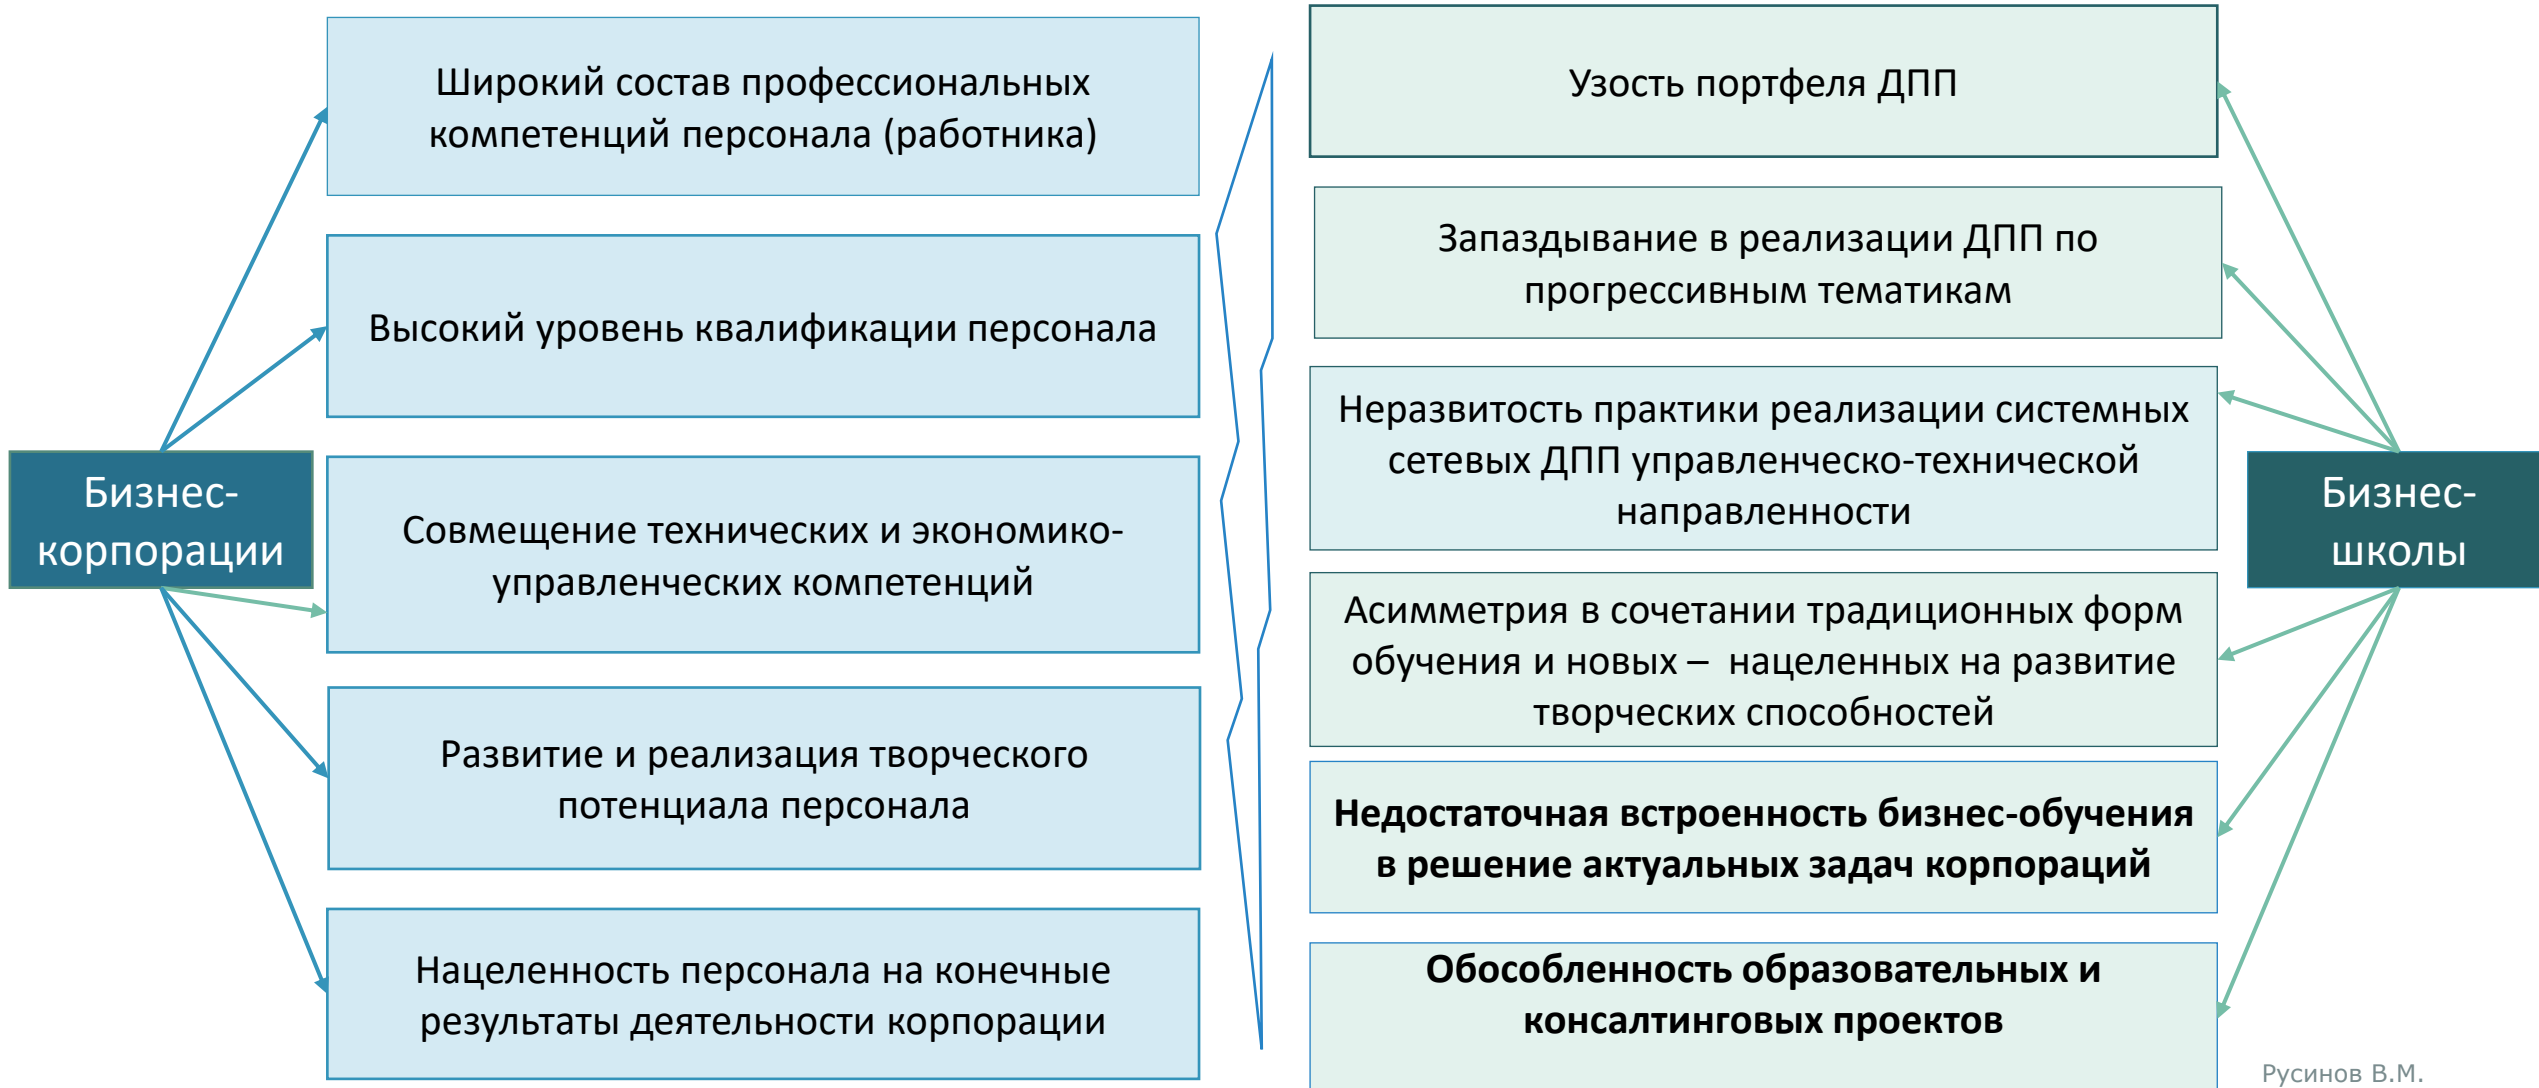 Бизнес-
корпорации
Широкий состав профессиональных
компетенций персонала (работника)
Высокий уровень квалификации персонала
Совмещение технических и экономико-
управленческих компетенций
Развитие и реализация творческого
потенциала персонала
Нацеленность персонала на конечные
результаты деятельности корпорации
Узость портфеля ДПП
Запаздывание в реализации ДПП по
прогрессивным тематикам
Неразвитость практики реализации системных
сетевых ДПП управленческо-технической
направленности
Асимметрия в сочетании традиционных форм
обучения и новых – нацеленных на развитие
творческих способностей
Недостаточная встроенность бизнес-обучения
в решение актуальных задач корпораций
Обособленность образовательных и
консалтинговых проектов
Бизнес-
школы
Русинов В.М.